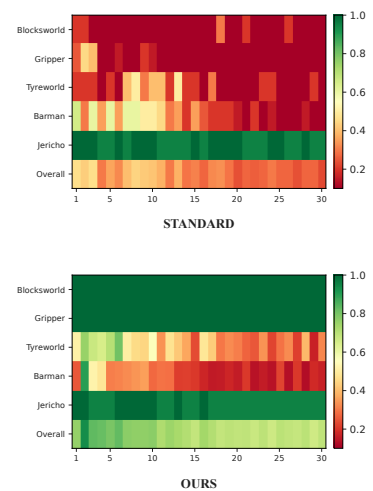 Blocksworld
Gripper
Tyreworld
Barman
Jericho
Overall
1 5 10 15 20 25 30
1.0
0.8
0.6
0.4
0.2
STANDARD
Blocksworld
Gripper
Tyreworld
Barman
Jericho
Overall
1 5 10 15 20 25 30
1.0
0.8
0.6
0.4
0.2
OURS